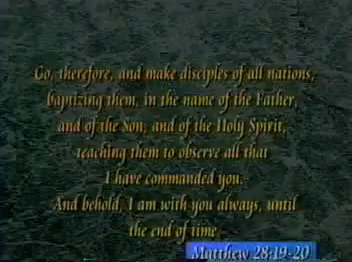 Go, therefore, and make disciples of all nations,
baptizing them, in the name of the Father,
and of the Son, and of the Holy Spirit,
teaching them to observe all that
I have commanded you.
And behold, I am with you always, until
the end of time
Matthew 28:19-20